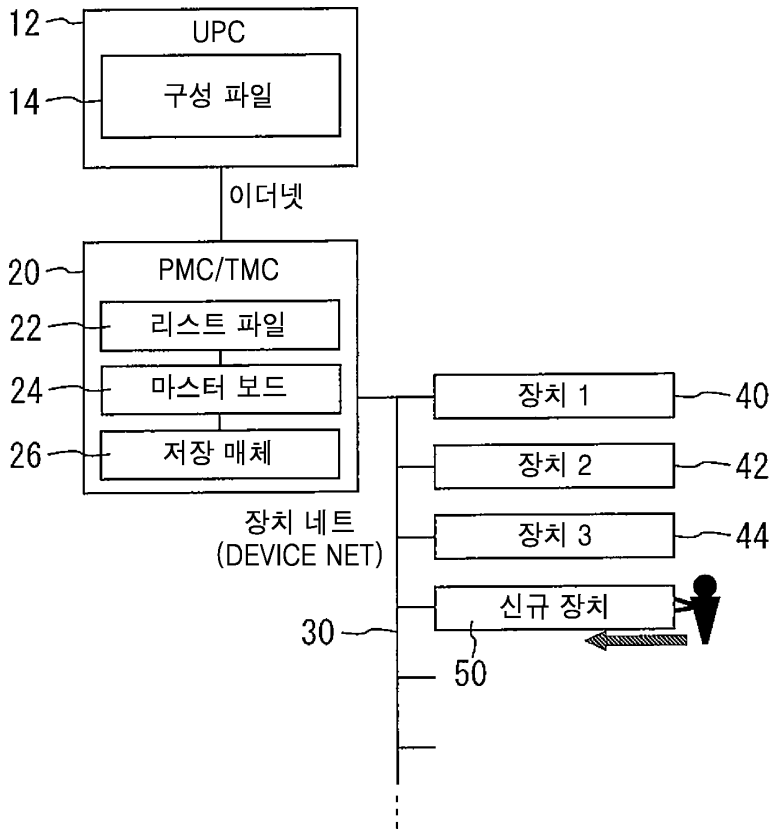 12
UPC
14
구성 파일
이더넷
20
PMC/TMC
22
리스트 파일
24
마스터 보드
26
저장 매체
장치 네트
(DEVICE NET)
장치 1
40
장치 2
42
장치 3
44
신규 장치
30
50